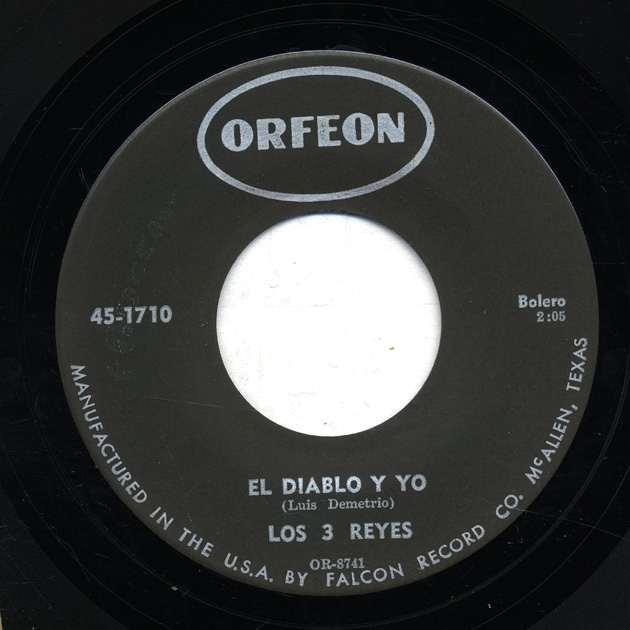 ORFEON
45-1710
Bolero
2:05
EL DIABLO Y YO
(Luis Demetrio)
LOS 3 REYES
OR-8741
MANUFACTURED IN THE U.S.A. BY FALCON RECORD CO. McALLEN, TEXAS